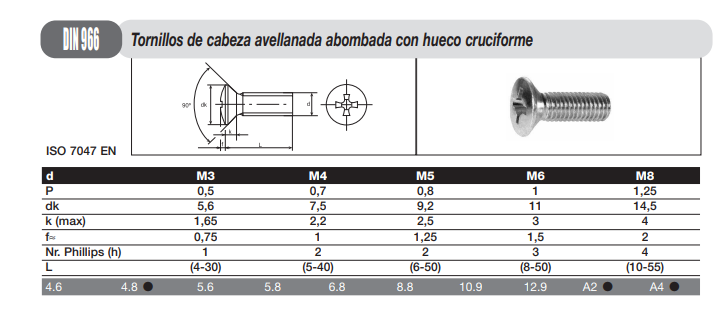 DIN 966
Tornillos de cabeza avellanada abombada con hueco cruciforme
90° dk d
k
f L
ISO 7047 EN
d M3 M4 M5 M6 M8
P 0,5 0,7 0,8 1 1,25
dk 5,6 7,5 9,2 11 14,5
k (max) 1,65 2,2 2,5 3 4
f≈ 0,75 1 1,25 1,5 2
Nr. Phillips (h) 1 2 2 3 4
L (4-30) (5-40) (6-50) (8-50) (10-55)
4.6 4.8 ● 5.6 5.8 6.8 8.8 10.9 12.9 A2 ● A4 ●